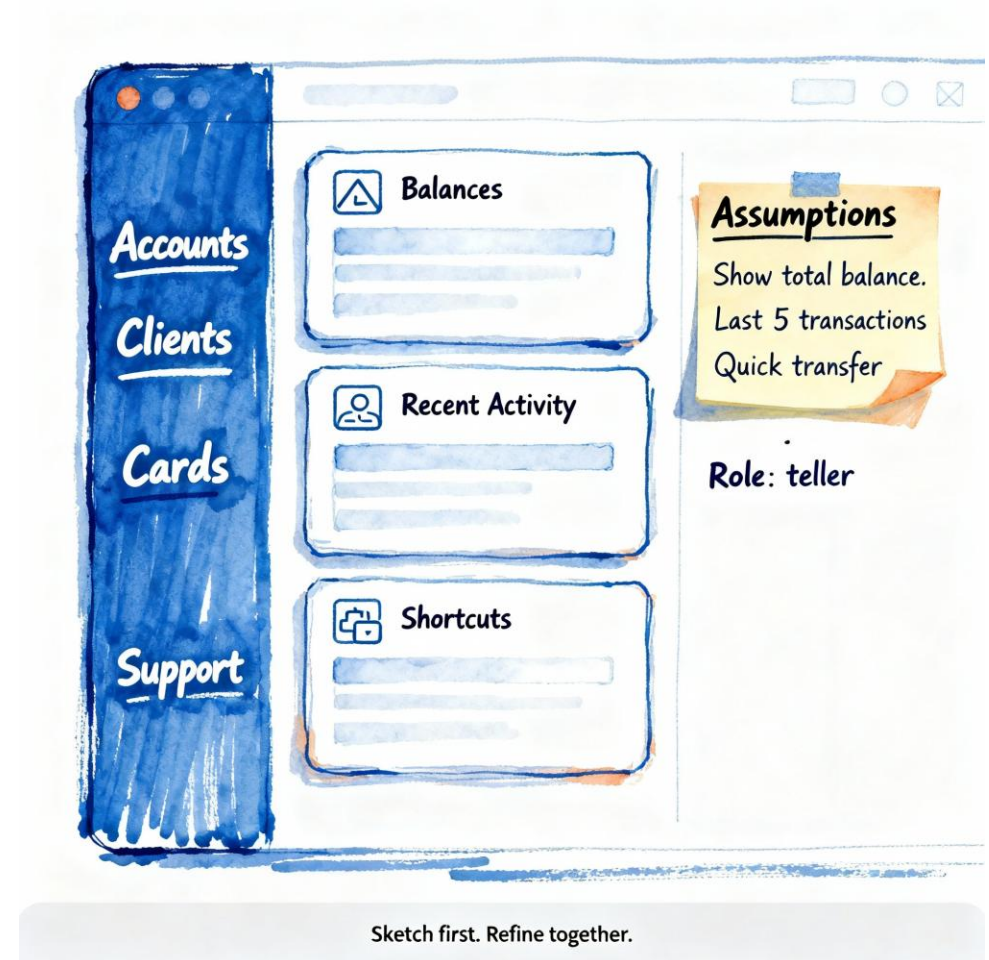 Accounts
Clients
Cards
Support
Balances
Recent Activity
Shortcuts
Assumptions
Show total balance.
Last 5 transactions
Quick transfer
Role: teller
Sketch first. Refine together.